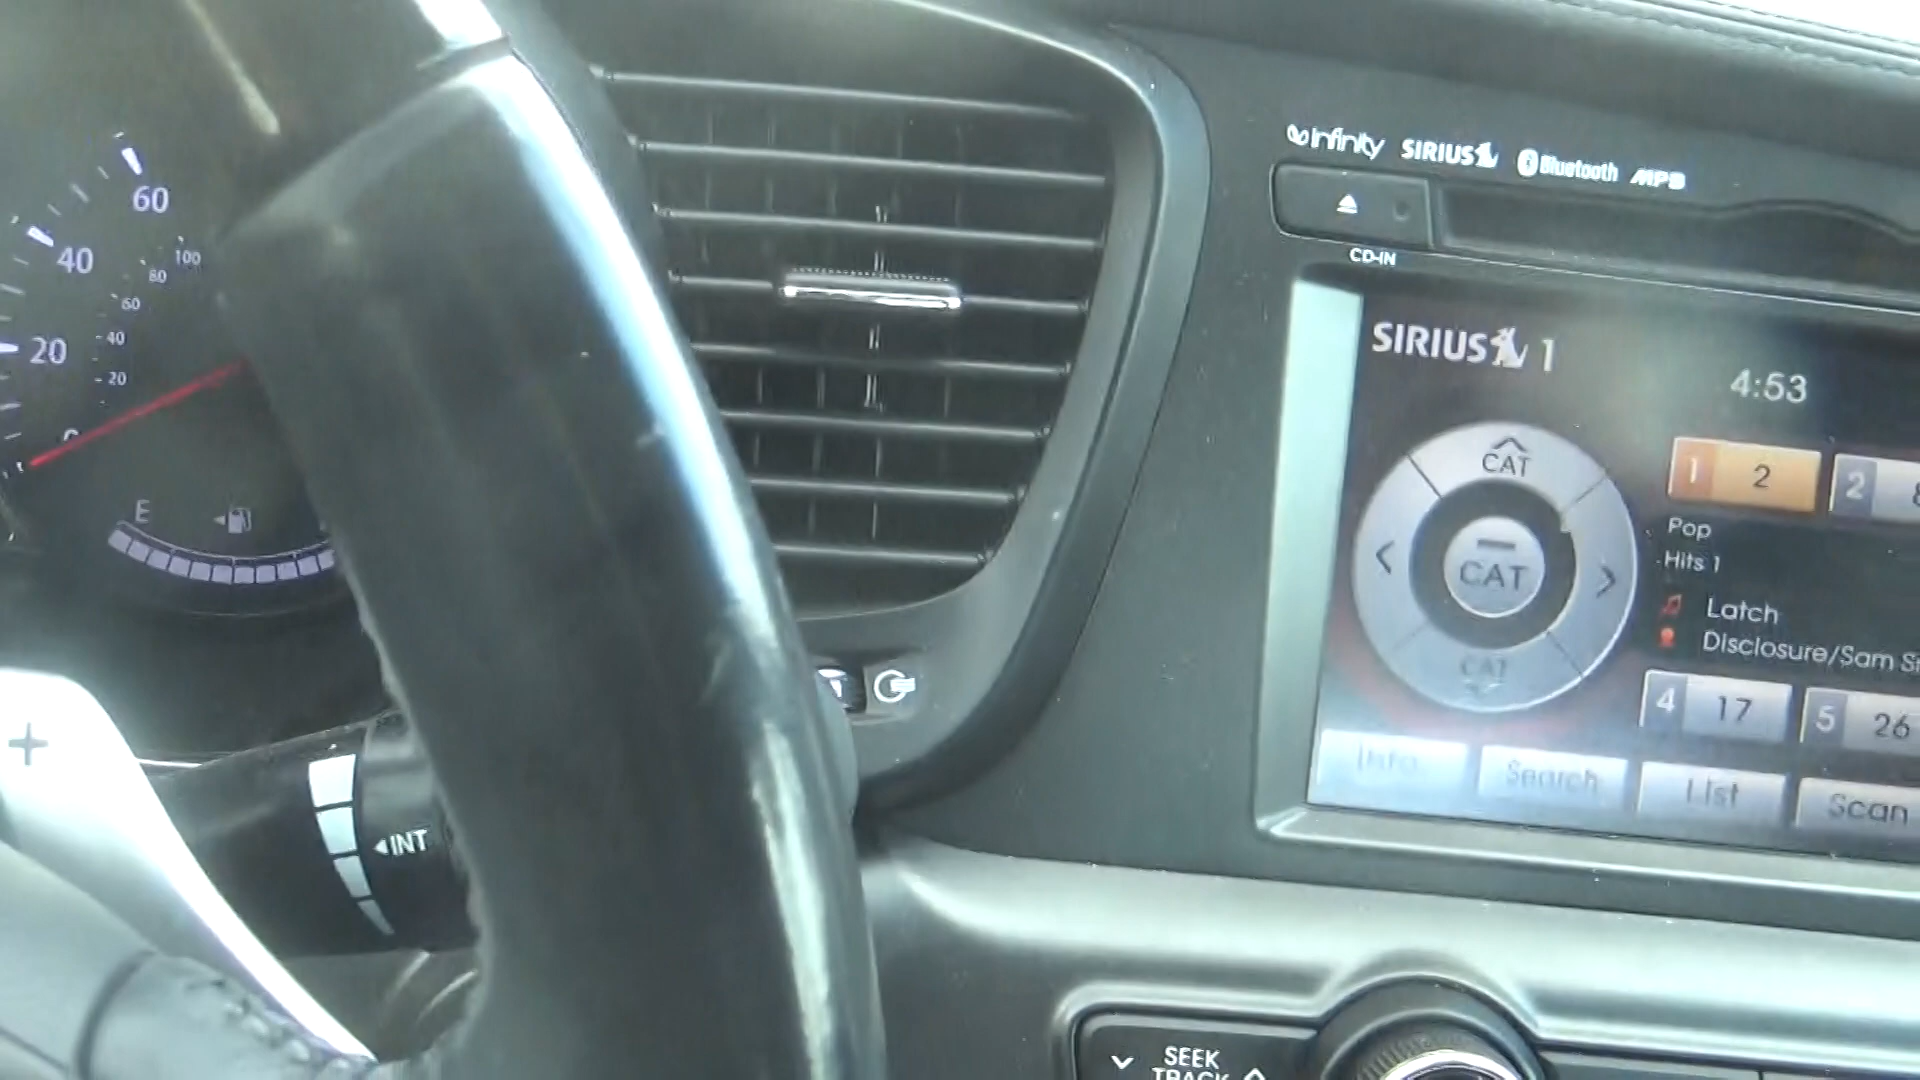 60
40
100
80
60
20
40
20
0
E
+
INT
infinity SIRIUS Bluetooth MP3
CD-IN
SIRIUS 1
4:53
CAT
1 2
2
CAT
Pop
Hits 1
Latch
Disclosure/Sam
CAT
4 17
5 26
Info
Search
List
Scan
SEEK
TRACK